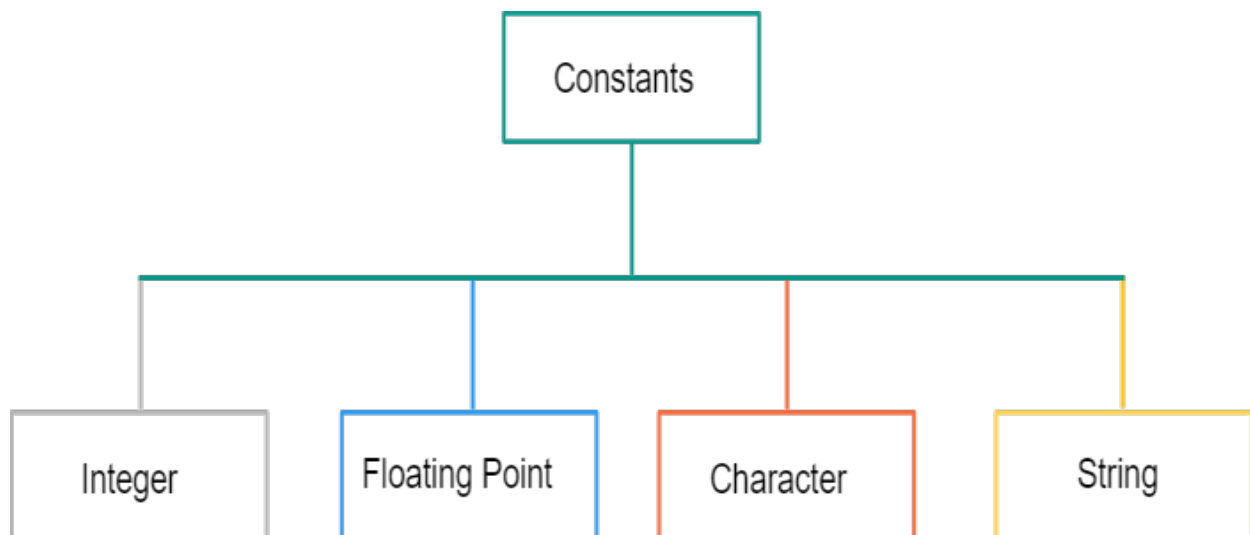 Constants
Integer
Floating Point
Character
String